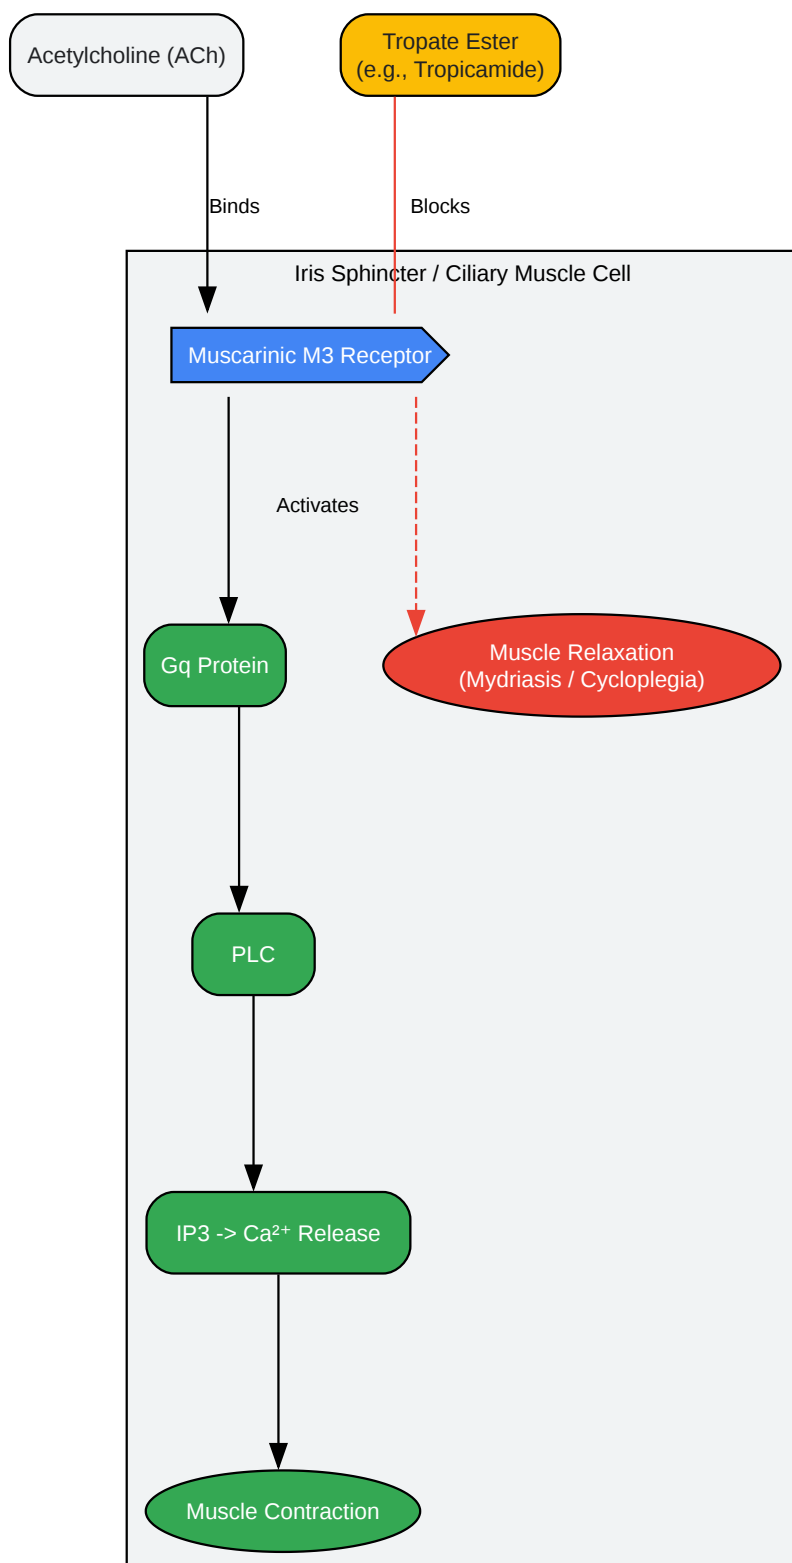 Acetylcholine (ACh)
Tropate Ester
(e.g., Tropicamide)
Binds
Blocks
Iris Sphincter / Ciliary Muscle Cell
Muscarinic M3 Receptor
Activates
Gq Protein
Muscle Relaxation
(Mydriasis / Cycloplegia)
PLC
IP3 -> Ca²⁺ Release
Muscle Contraction